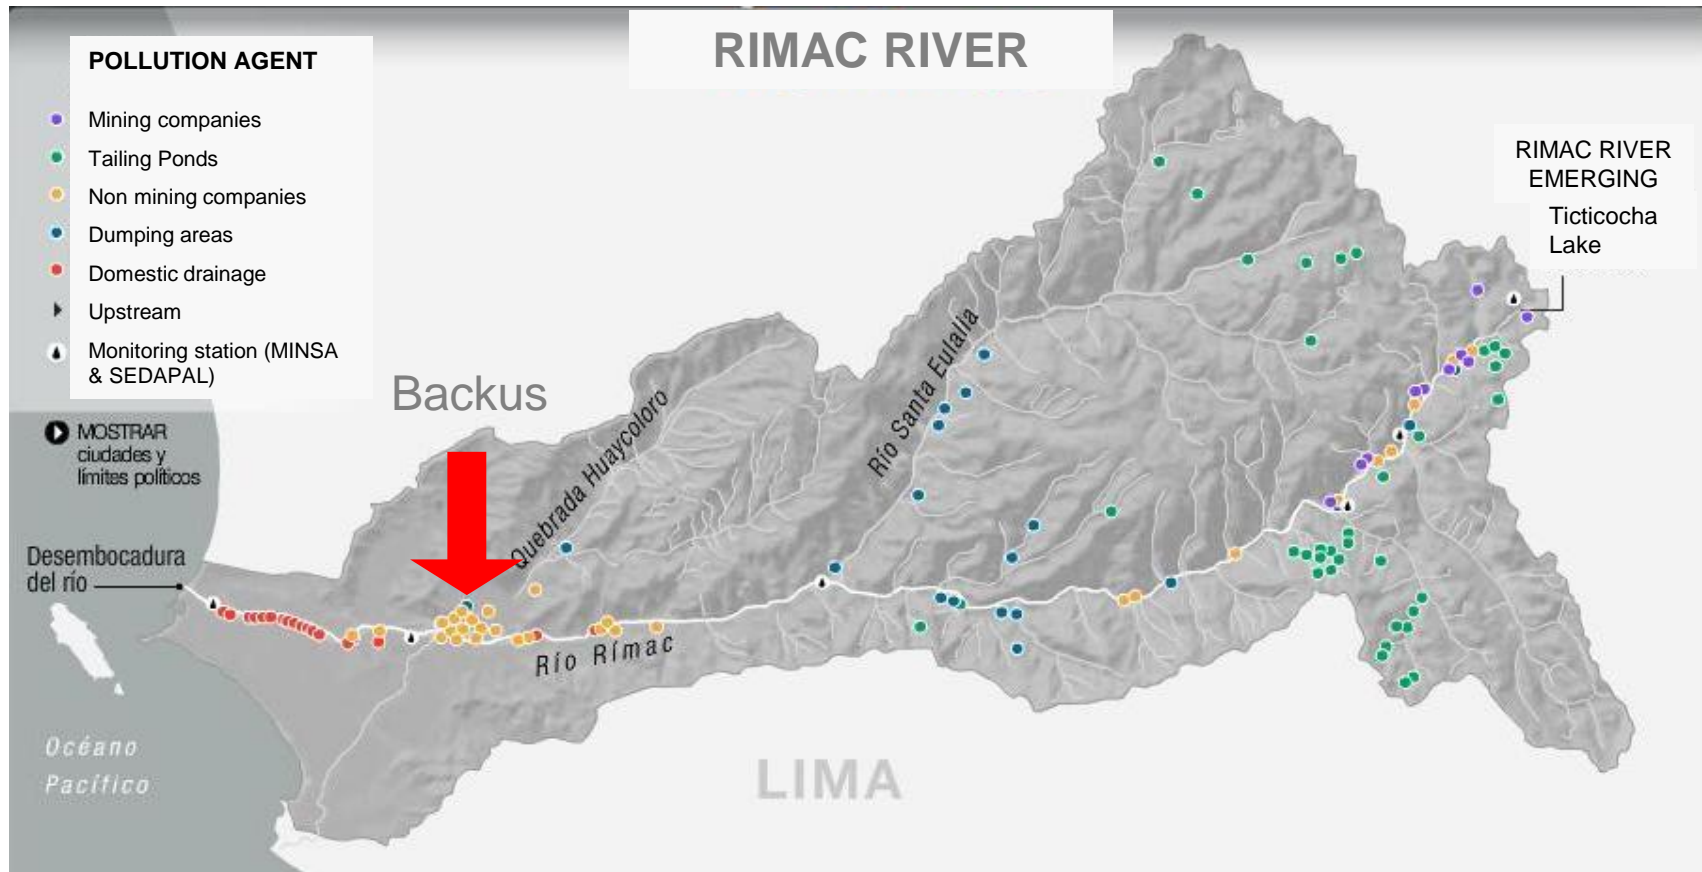 RIMAC RIVER
POLLUTION AGENT
Mining companies
Tailing Ponds
Non mining companies
Dumping areas
Domestic drainage
Upstream
Monitoring station (MINSA
& SEDAPAL)
MOSTRAR
ciudades y
límites políticos
Backus
Quebrada Huaycoloro
Río Santa Eulalia
RIMAC RIVER
EMERGING
Ticticocha
Lake
Desembocadura
del río
Río Rímac
Océano
Pacífico
LIMA